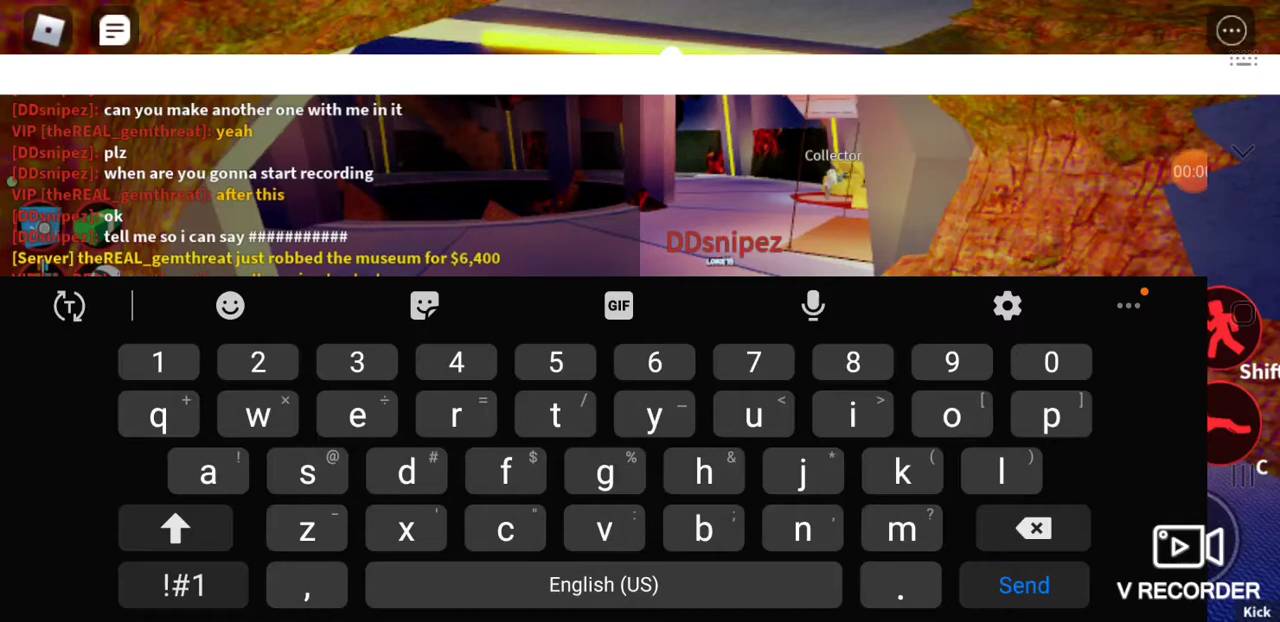 [DDsnipez]: can you make another one with me in it
VIP [theREAL_gemthreat]: yeah
[DDsnipez]: plz
[DDsnipez]: when are you gonna start recording
VIP [theREAL_gemthreat]: after this
[DDsnipez]: ok
[DDsnipez]: tell me so i can say ###########
[Server] theREAL_gemthreat just robbed the museum for $6,400
Collector
00:0
DDsnipez
GIF
1 2 3 4 5 6 7 8 9 0
q + w × e ÷ r = t / y _ u < i > o [ p ]
a ! s @ d # f $ g % h & j * k ( l )
z - x ' c " v : b ; n , m ?
!#1 , English (US) . Send
Shift
C
V RECORDER
Kick